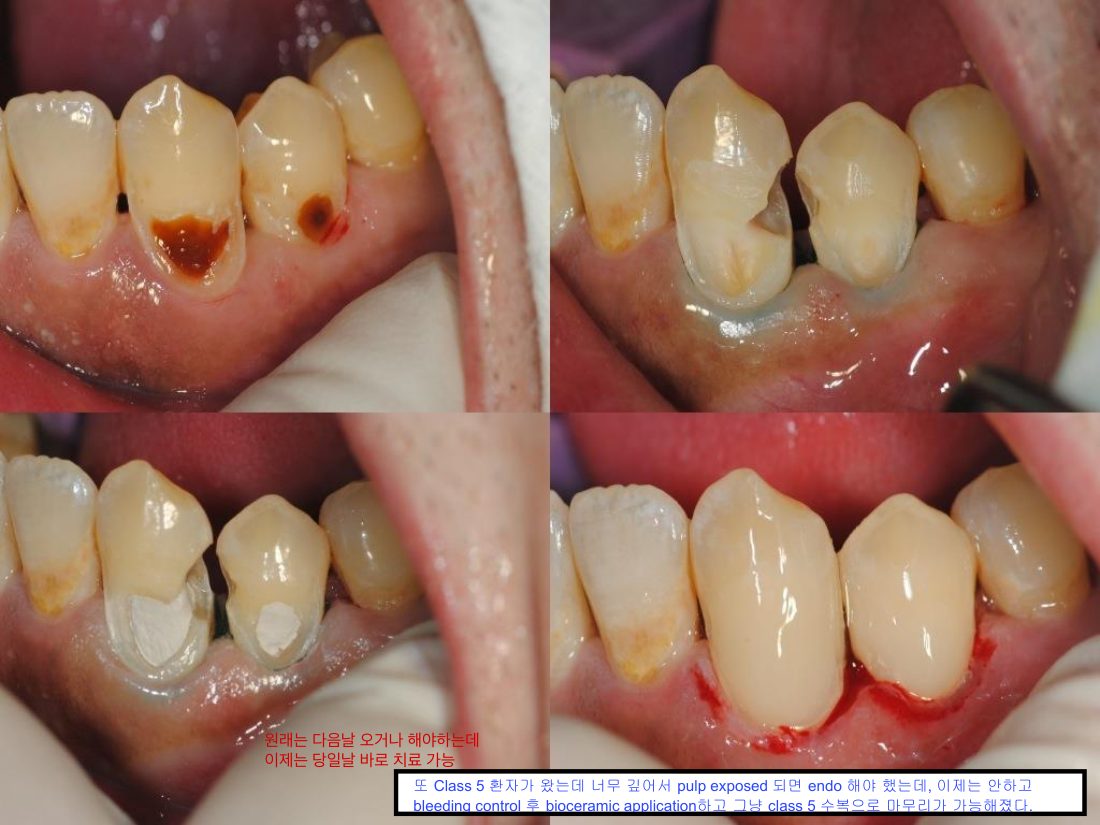 원래는 다음날 오거나 해야하는데
이제는 당일날 바로 치료 가능
또 Class 5 환자가 왔는데 너무 깊어서 pulp exposed 되면 endo 해야 했는데, 이제는 안하고
bleeding control 후 bioceramic application하고 그냥 class 5 수복으로 마무리가 가능해졌다.